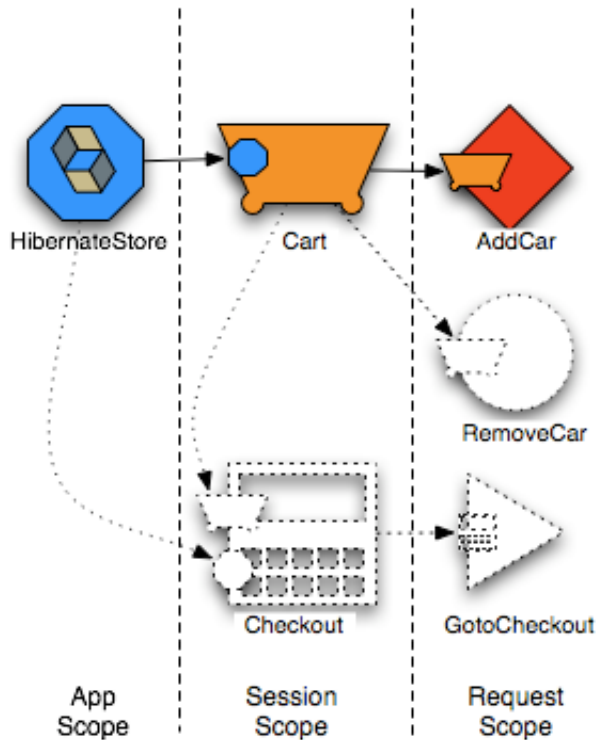 HibernateStore
Cart
AddCar
RemoveCar
Checkout
GotoCheckout
App
Scope
Session
Scope
Request
Scope